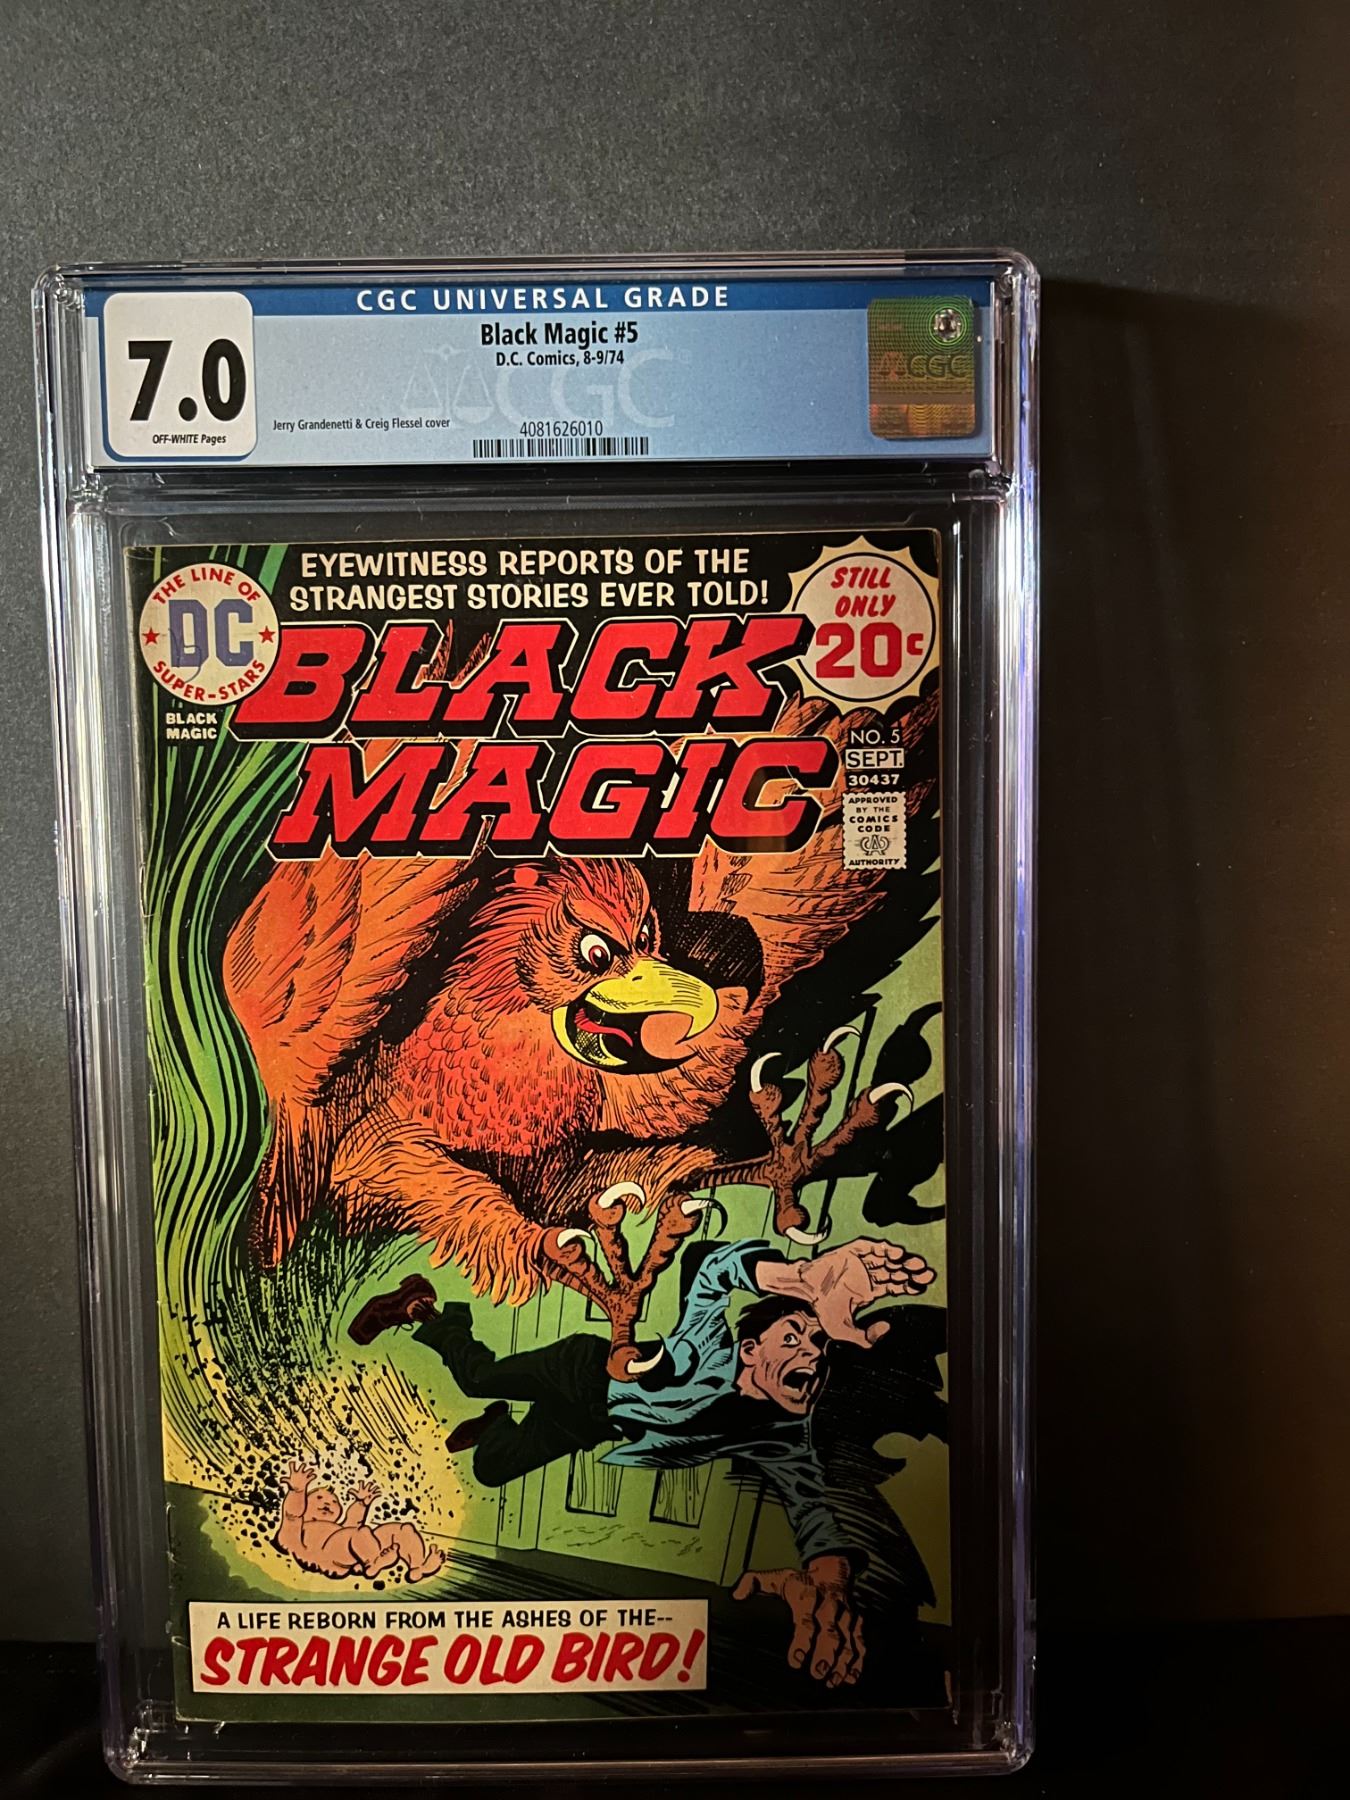 CGC UNIVERSAL GRADE
7.0
OFF-WHITE Pages
Black Magic #5
D.C. Comics, 8-9/74
CGC
Jerry Grandenetti & Creig Flessel cover
4081626010
CGC
EYEWITNESS REPORTS OF THE
STRANGEST STORIES EVER TOLD!
THE LINE OF
DC
SUPER-STARS
BLACK
MAGIC
STILL
ONLY
20c
BLACK
MAGIC
NO. 5
SEPT.
30437
APPROVED
BY THE
COMICS
CODE
AUTHORITY
A LIFE REBORN FROM THE ASHES OF THE--
STRANGE OLD BIRD!